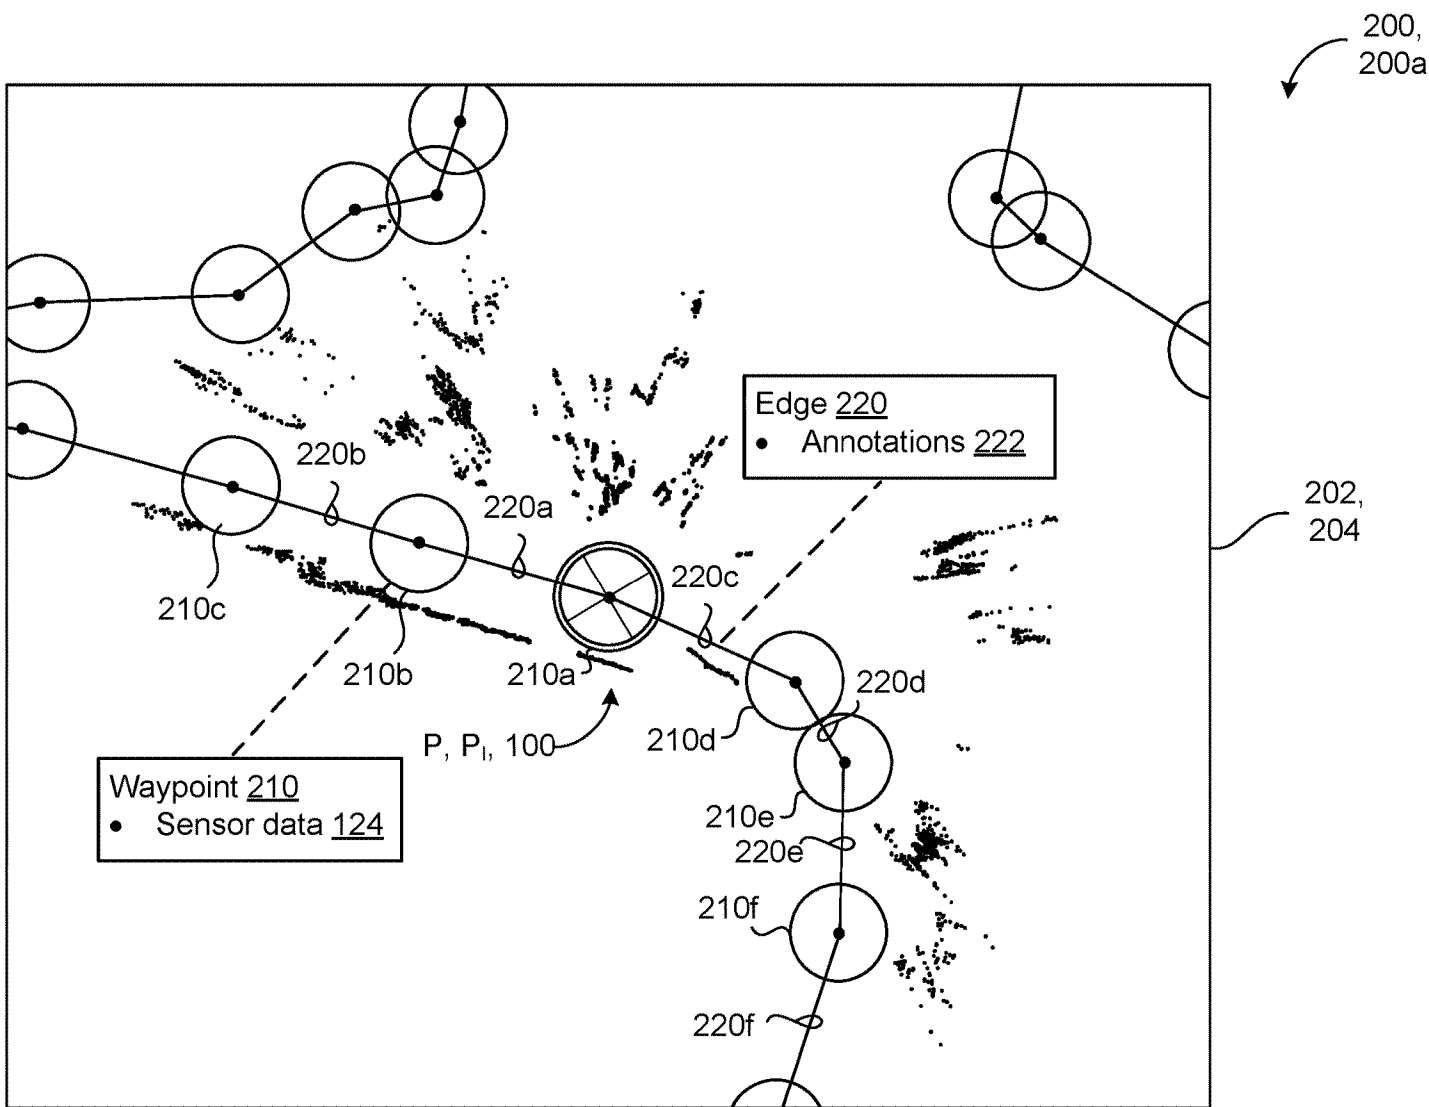 200,
200a
Edge 220
• Annotations 222
220b
220a
202,
204
220c
210c
210b
210a
220d
210d
P, P_I, 100
Waypoint 210
• Sensor data 124
210e
220e
210f
220f